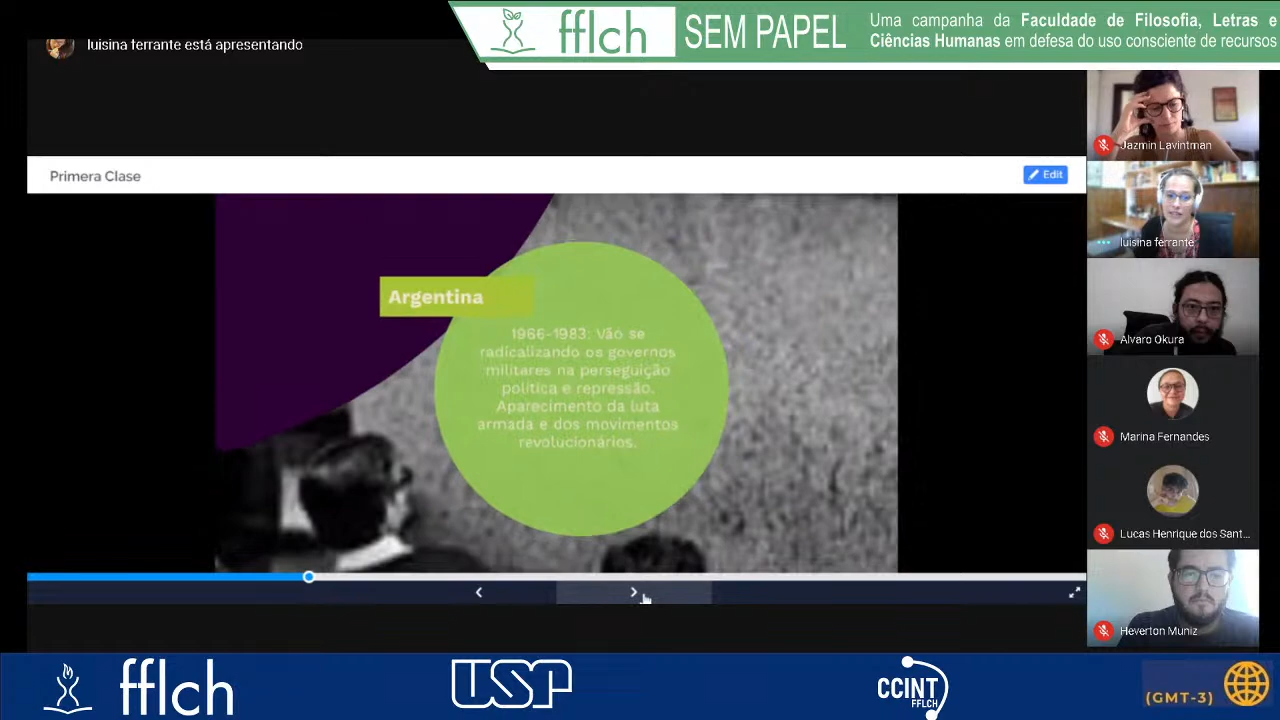 luisina ferrante está apresentando
fflch
SEM PAPEL
Uma campanha da Faculdade de Filosofia, Letras e
Ciências Humanas em defesa do uso consciente de recursos
Primera Clase
Edit
Argentina
1966-1983: Vão se
radicalizando os governos
militares na perseguição
política e repressão.
Aparecimento da luta
armada e dos movimentos
revolucionários.
Jazmin Lavintman
luisina ferrante
Alvaro Okura
Marina Fernandes
Lucas Henrique dos Sant...
Heverton Muniz
fflch
USP
CCINT
FFLCH
(GMT-3)